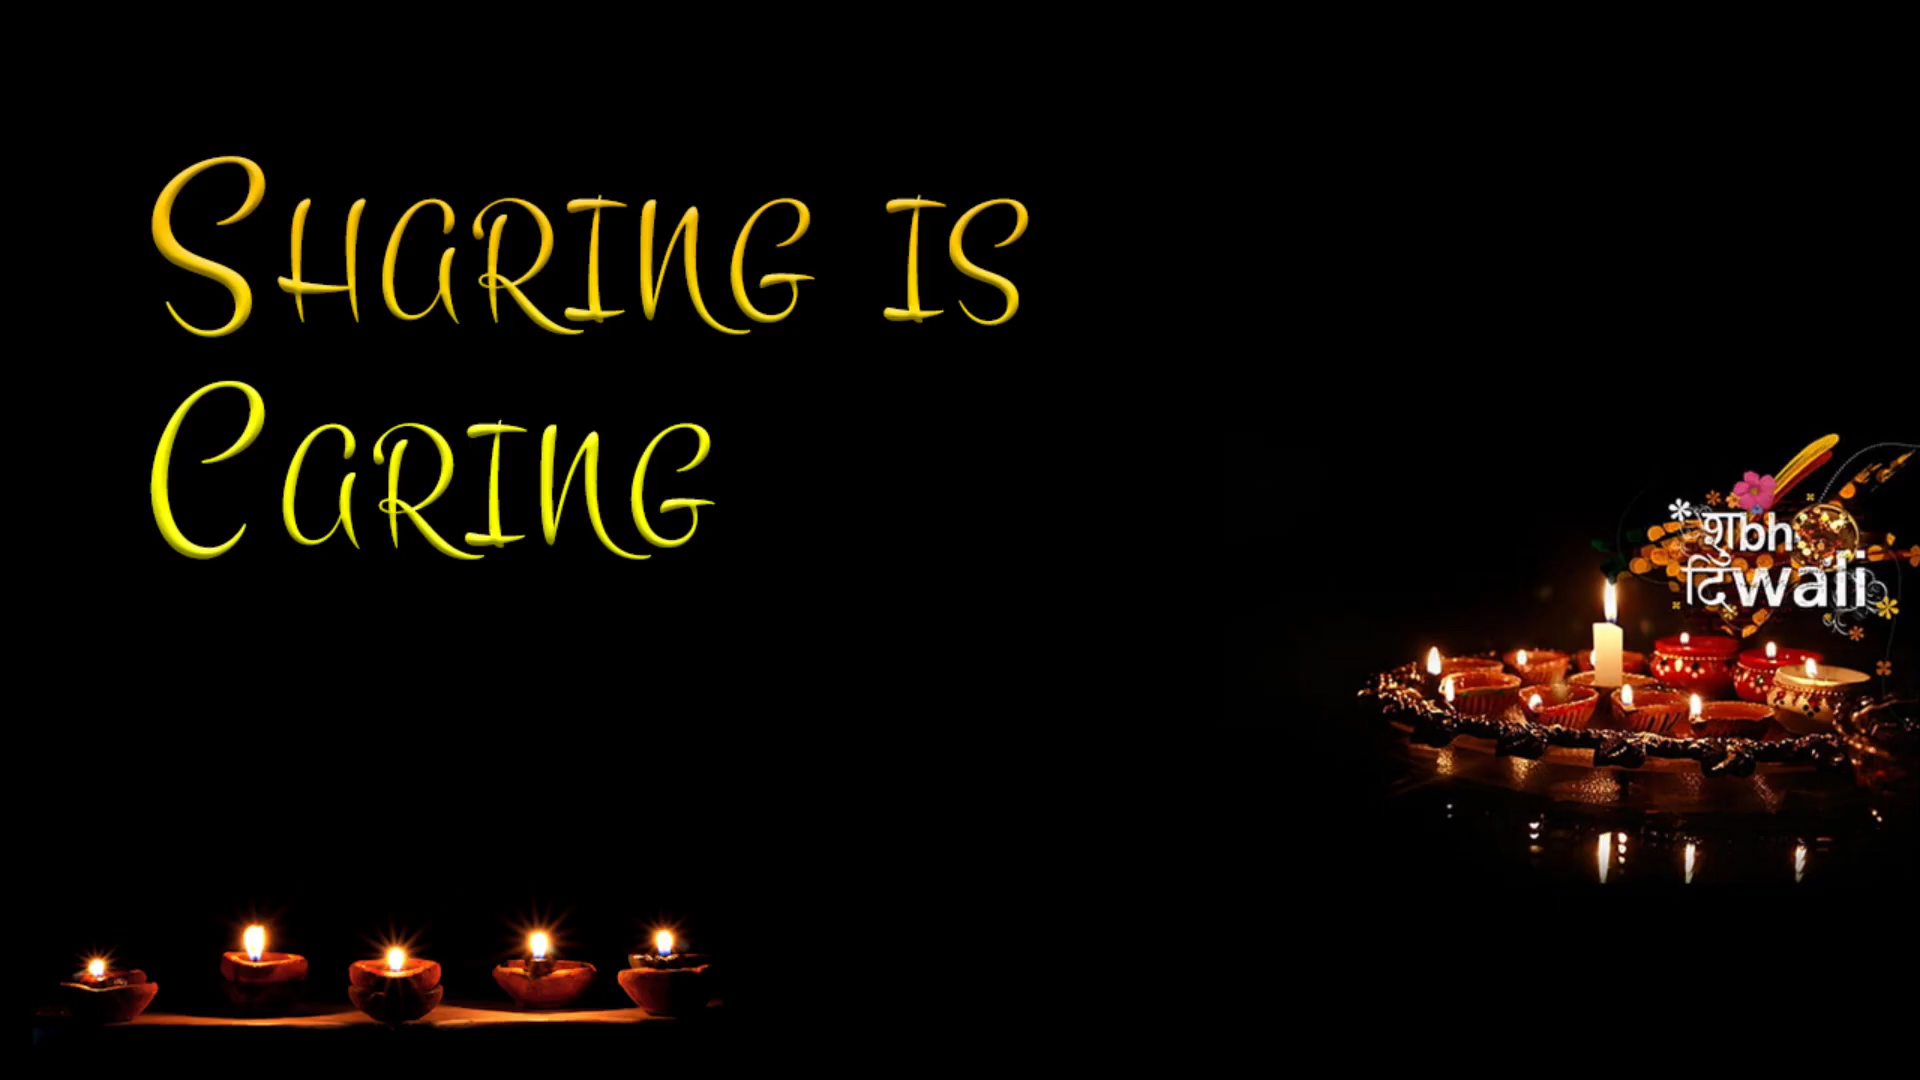 Sharing is
Caring
शुbh
दिwali